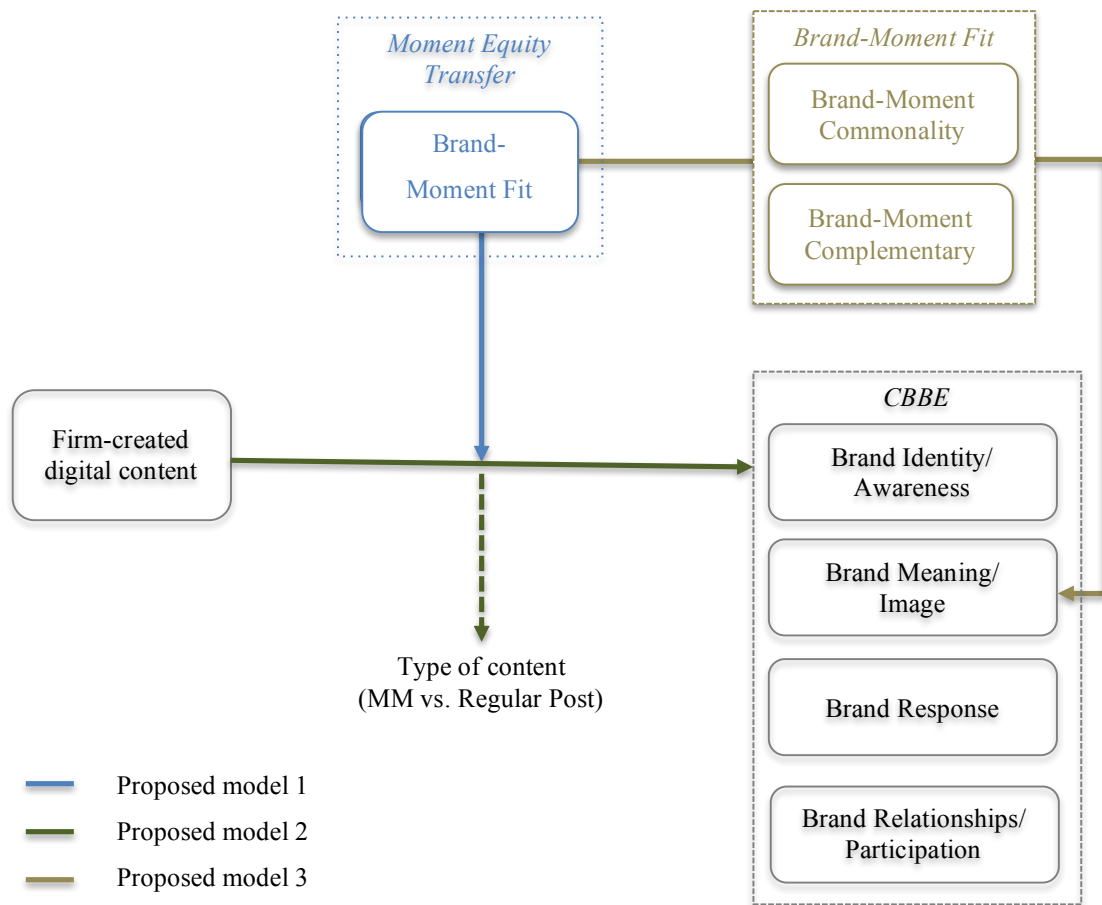 Moment Equity
Transfer
Brand-
Moment Fit
Brand-Moment Fit
Brand-Moment
Commonality
Brand-Moment
Complementary
Firm-created
digital content
CBBE
Brand Identity/
Awareness
Brand Meaning/
Image
Brand Response
Brand Relationships/
Participation
Type of content
(MM vs. Regular Post)
Proposed model 1
Proposed model 2
Proposed model 3